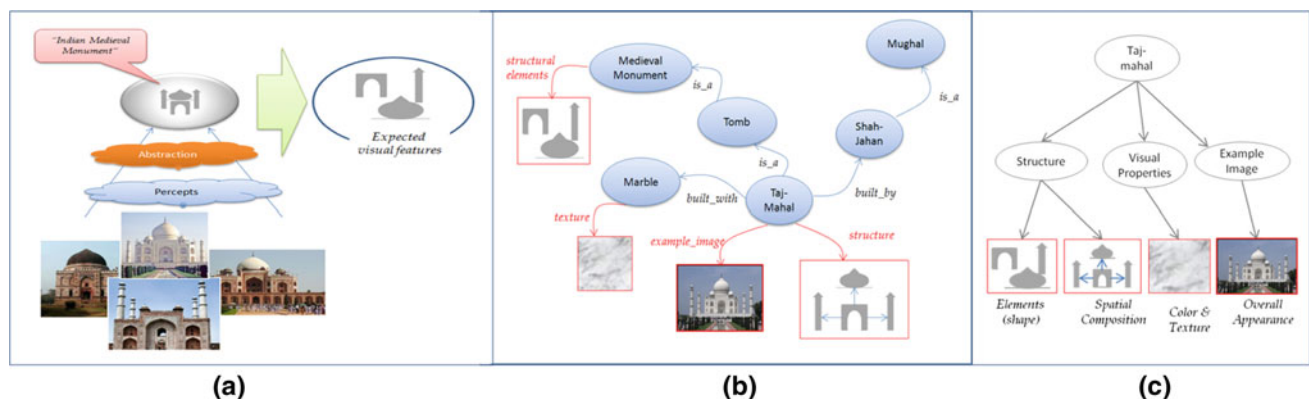 "Indian Medieval
Monument"
Abstraction
Percepts
Expected
visual features
(a)
Mughal
Medieval
Monument
structural
elements
is_a
is_a
Tomb
Shah-
Jahan
is_a
Marble
built_with
Taj-
Mahal
built_by
texture
example_image
structure
(b)
Taj-
mahal
Structure
Visual
Properties
Example
Image
Elements
(shape)
Spatial
Composition
Color &
Texture
Overall
Appearance
(c)